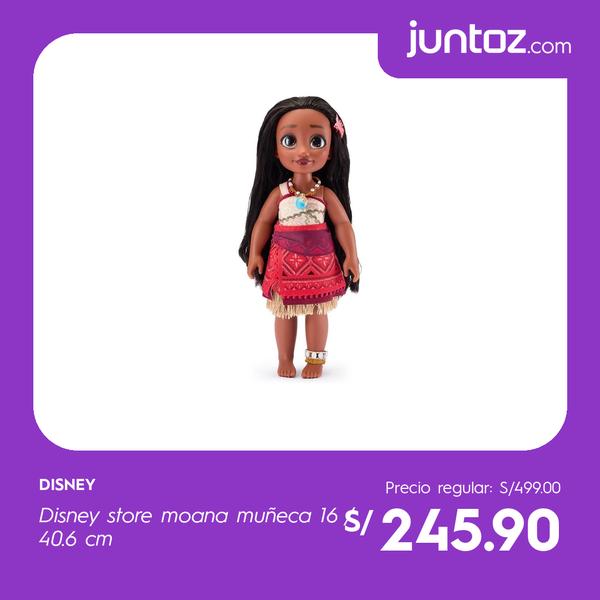 juntoz.com
DISNEY
Disney store moana muñeca 16
40.6 cm
Precio regular: S/499.00
S/ 245.90